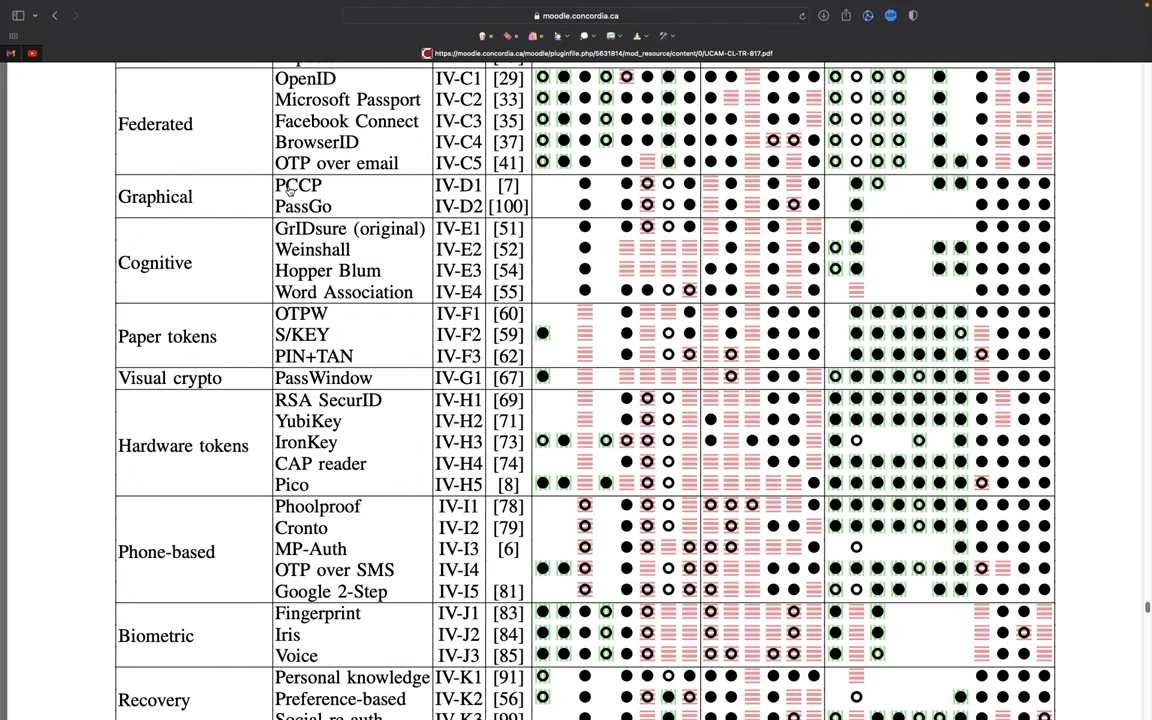 moodle.concordia.ca
https://moodle.concordia.ca/moodle/pluginfile.php/5631814/mod_resource/content/0/UCAM-CL-TR-817.pdf
OpenID IV-C1 [29]
Microsoft Passport IV-C2 [33]
Federated Facebook Connect IV-C3 [35]
BrowserID IV-C4 [37]
OTP over email IV-C5 [41]
Graphical PCCP IV-D1 [7]
PassGo IV-D2 [100]
GrIDsure (original) IV-E1 [51]
Cognitive Weinshall IV-E2 [52]
Hopper Blum IV-E3 [54]
Word Association IV-E4 [55]
OTPW IV-F1 [60]
Paper tokens S/KEY IV-F2 [59]
PIN+TAN IV-F3 [62]
Visual crypto PassWindow IV-G1 [67]
RSA SecurID IV-H1 [69]
YubiKey IV-H2 [71]
Hardware tokens IronKey IV-H3 [73]
CAP reader IV-H4 [74]
Pico IV-H5 [8]
Phoolproof IV-I1 [78]
Cronto IV-I2 [79]
Phone-based MP-Auth IV-I3 [6]
OTP over SMS IV-I4
Google 2-Step IV-I5 [81]
Fingerprint IV-J1 [83]
Biometric Iris IV-J2 [84]
Voice IV-J3 [85]
Personal knowledge IV-K1 [91]
Recovery Preference-based IV-K2 [56]
Social re-auth IV-K3 [99]